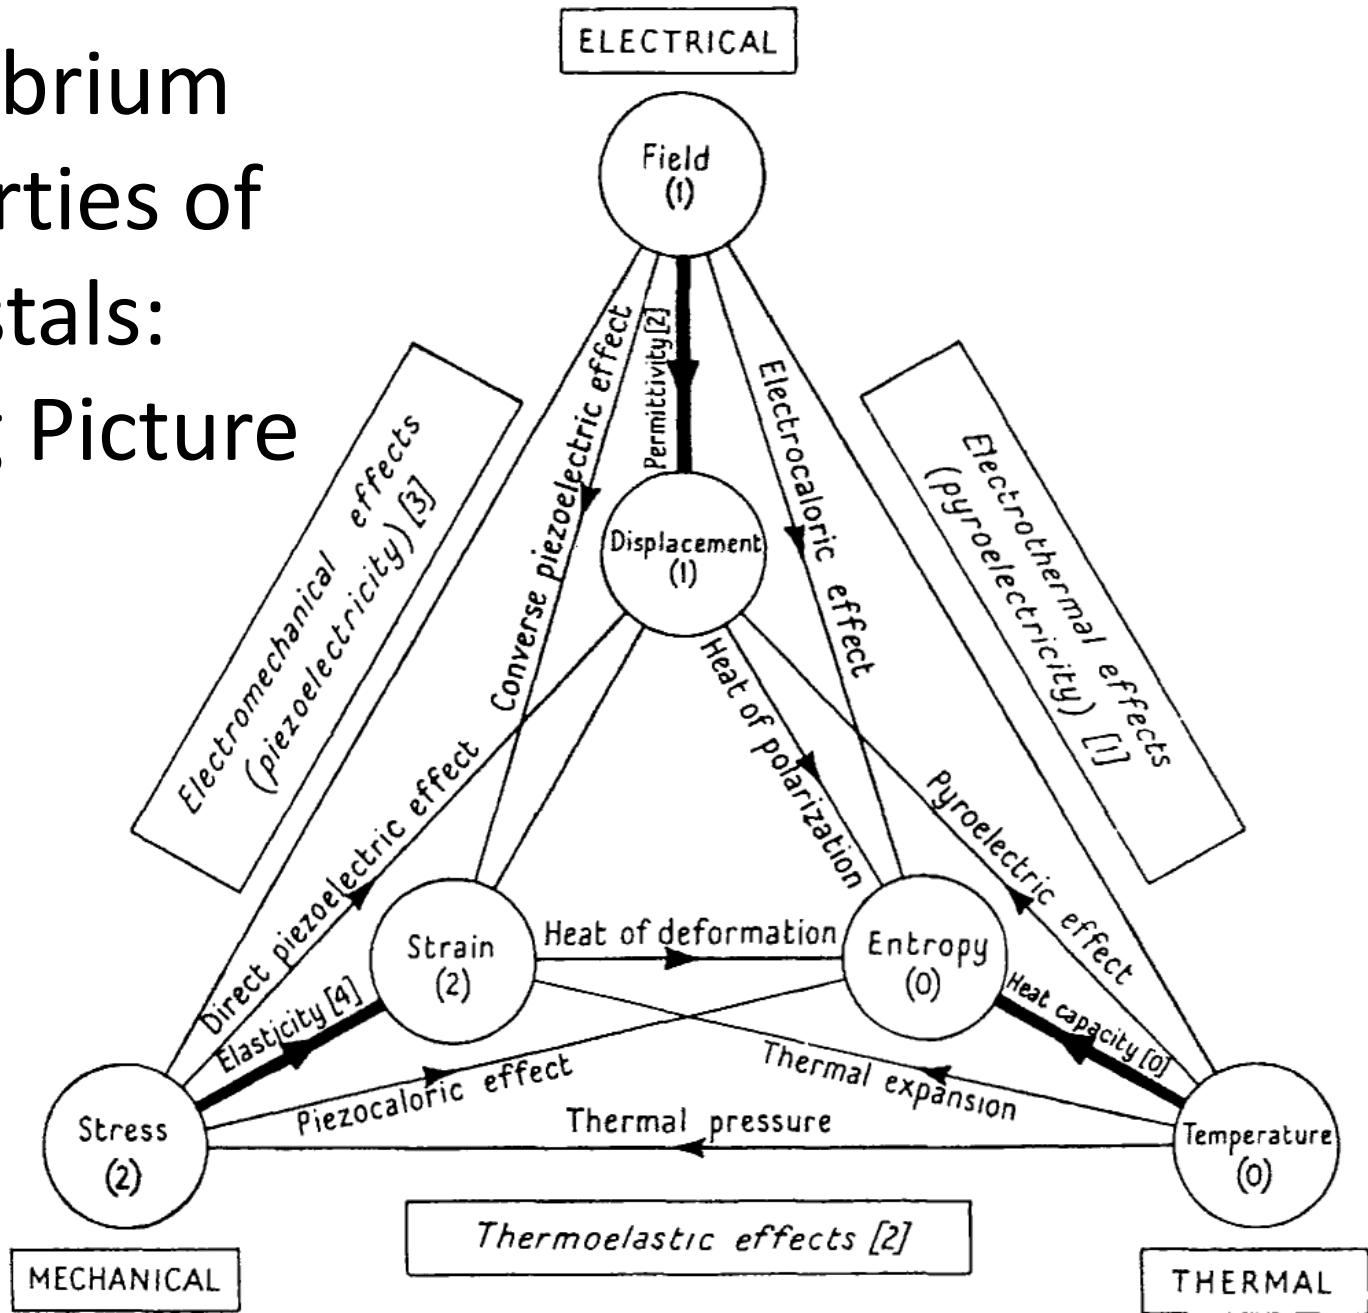 ELECTRICAL
brium
rties of
stals:
g Picture
Field
(1)
Permittivity [2]
Converse piezoelectric effect
Electrocaloric effect
Electromechanical effects
(piezoelectricity) [3]
Electrothermal effects
(pyroelectricity) [1]
Displacement
(1)
Heat of polarization
Direct piezoelectric effect
Pyroelectric effect
Strain
(2)
Heat of deformation
Entropy
(0)
Elasticity [4]
Heat capacity [0]
Piezocaloric effect
Thermal expansion
Stress
(2)
Thermal pressure
Temperature
(0)
Thermoelastic effects [2]
MECHANICAL
THERMAL